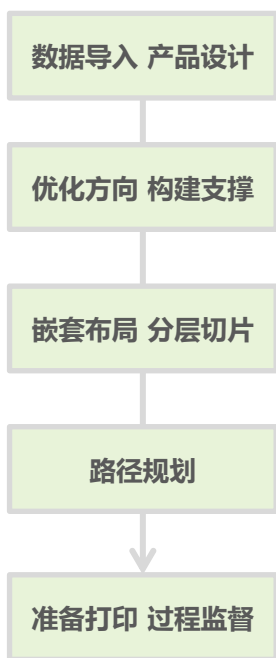 数据导入 产品设计
优化方向 构建支撑
嵌套布局 分层切片
路径规划
准备打印 过程监督